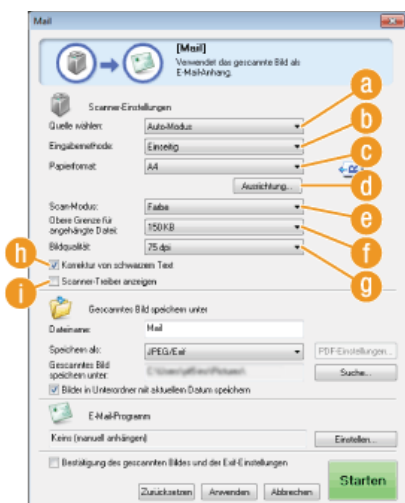 Mail
[Mail]
Verwendet das gescannte Bild als
E-Mail-Anhang.
Scanner-Einstellungen
a
Quelle wählen:
Auto-Modus
b
Eingabemethode:
Einseitig
c
Papierformat:
A4
Ausrichtung...
d
Scan-Modus:
Farbe
e
Obere Grenze für
angehängte Datei:
150 KB
f
Bildqualität:
75 dpi
g
h
Korrektur von schwarzem Text
i
Scanner-Treiber anzeigen
Gescanntes Bild speichern unter
Dateiname:
Mail
Speichern als:
JPEG/Exif
PDF-Einstellungen...
Gescanntes Bild
speichern unter:
Suche...
Bilder in Unterordner mit aktuellem Datum speichern
E-Mail-Programm
Keins (manuell anhängen)
Einstellen...
Bestätigung des gescannten Bildes und der Exif-Einstellungen
Zurücksetzen
Anwenden
Abbrechen
Starten